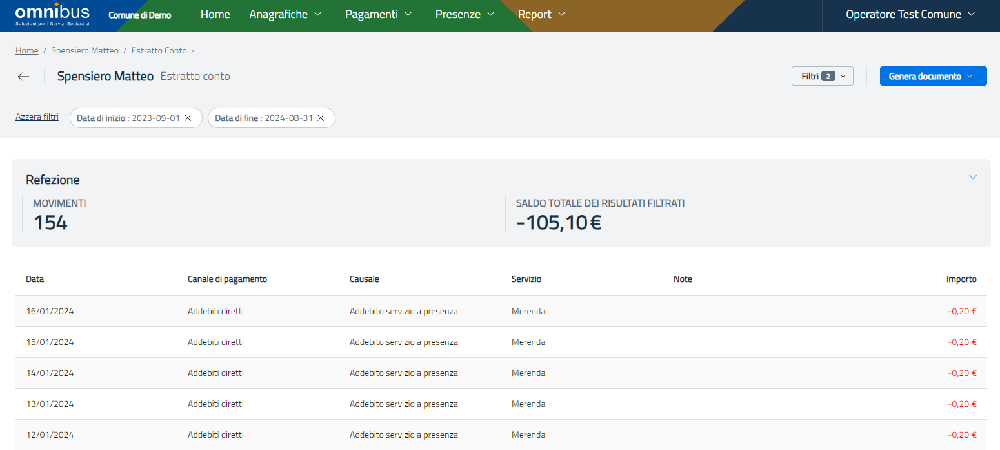 omnibus
Soluzioni per i Servizi Scolastici
Comune di Demo
Home Anagrafiche Pagamenti Presenze Report Operatore Test Comune
Home / Spensiero Matteo / Estratto Conto ›
Spensiero Matteo Estratto conto
Filtri 2
Genera documento
Azzera filtri Data di inizio : 2023-09-01 Data di fine : 2024-08-31
Refezione
MOVIMENTI SALDO TOTALE DEI RISULTATI FILTRATI
154 -105,10 €
Data Canale di pagamento Causale Servizio Note Importo
16/01/2024 Addebiti diretti Addebito servizio a presenza Merenda -0,20 €
15/01/2024 Addebiti diretti Addebito servizio a presenza Merenda -0,20 €
14/01/2024 Addebiti diretti Addebito servizio a presenza Merenda -0,20 €
13/01/2024 Addebiti diretti Addebito servizio a presenza Merenda -0,20 €
12/01/2024 Addebiti diretti Addebito servizio a presenza Merenda -0,20 €